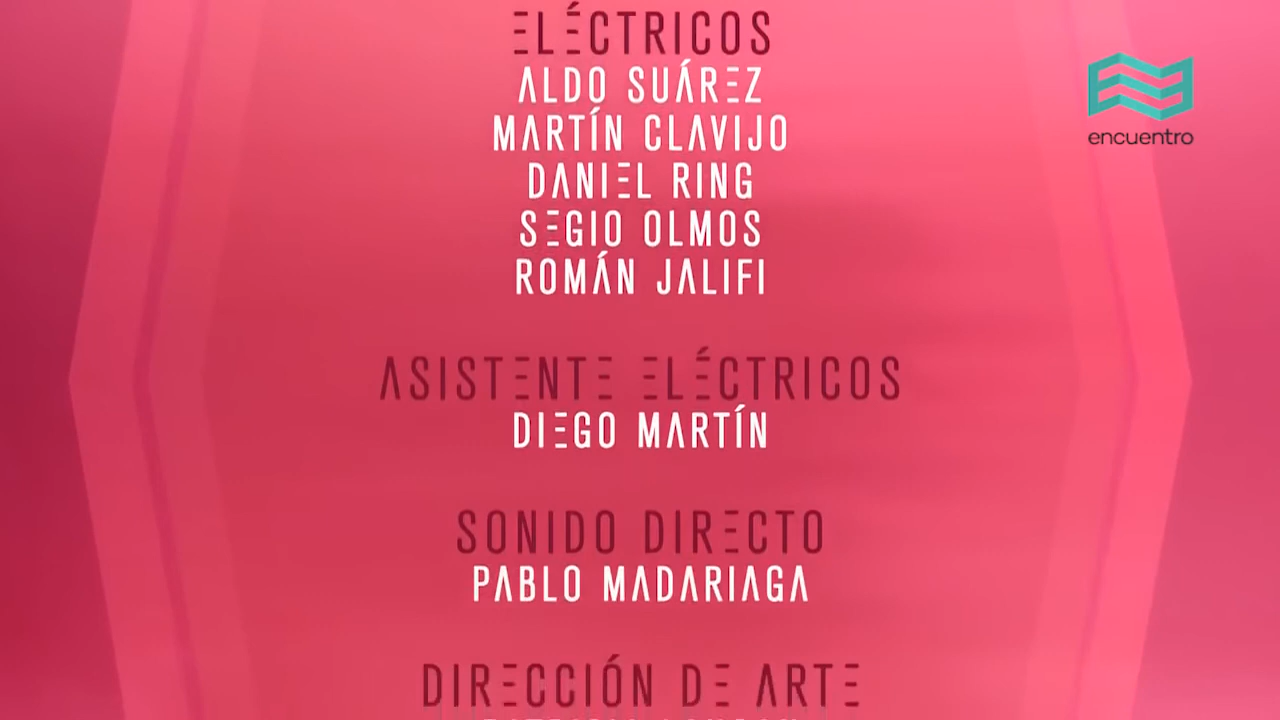 ELÉCTRICOS
ALDO SUÁREZ
MARTÍN CLAVIJO
DANIEL RING
SEGIO OLMOS
ROMÁN JALIFI
encuentro
ASISTENTE ELÉCTRICOS
DIEGO MARTÍN
SONIDO DIRECTO
PABLO MADARIAGA
DIRECCIÓN DE ARTE